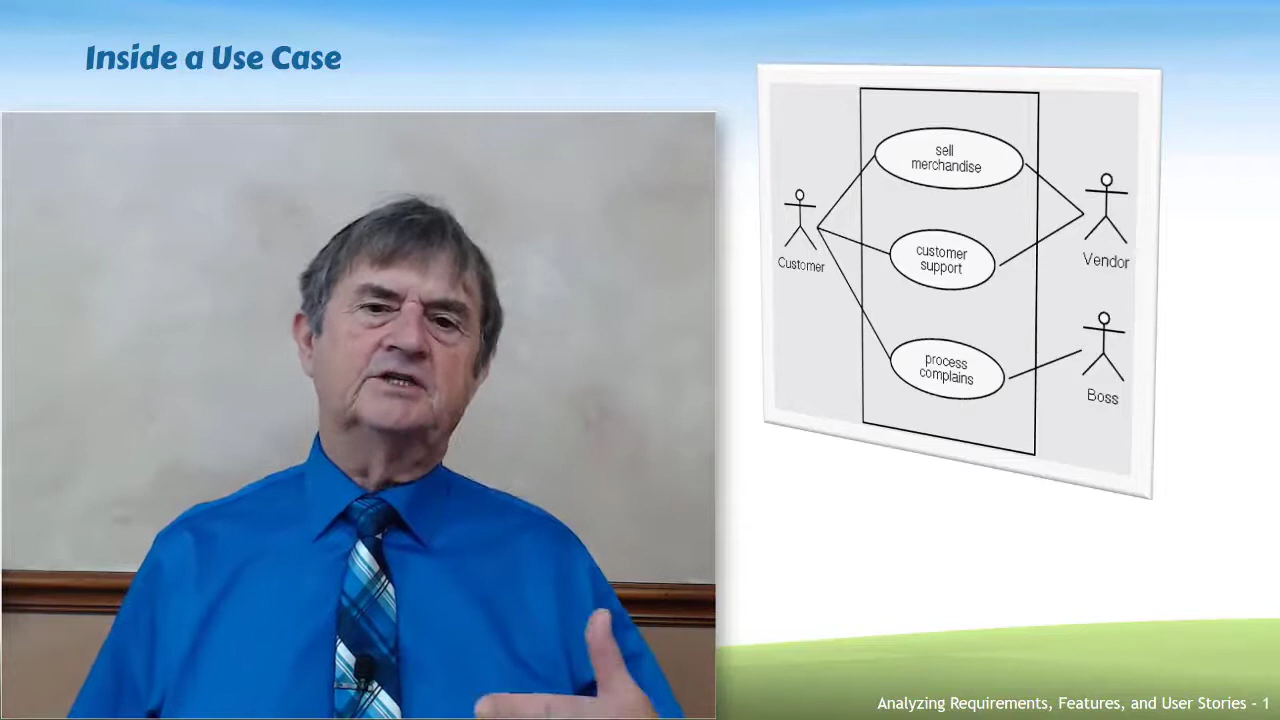 Inside a Use Case
sell
merchandise
Customer
customer
support
Vendor
process
complains
Boss
Analyzing Requirements, Features, and User Stories - 1